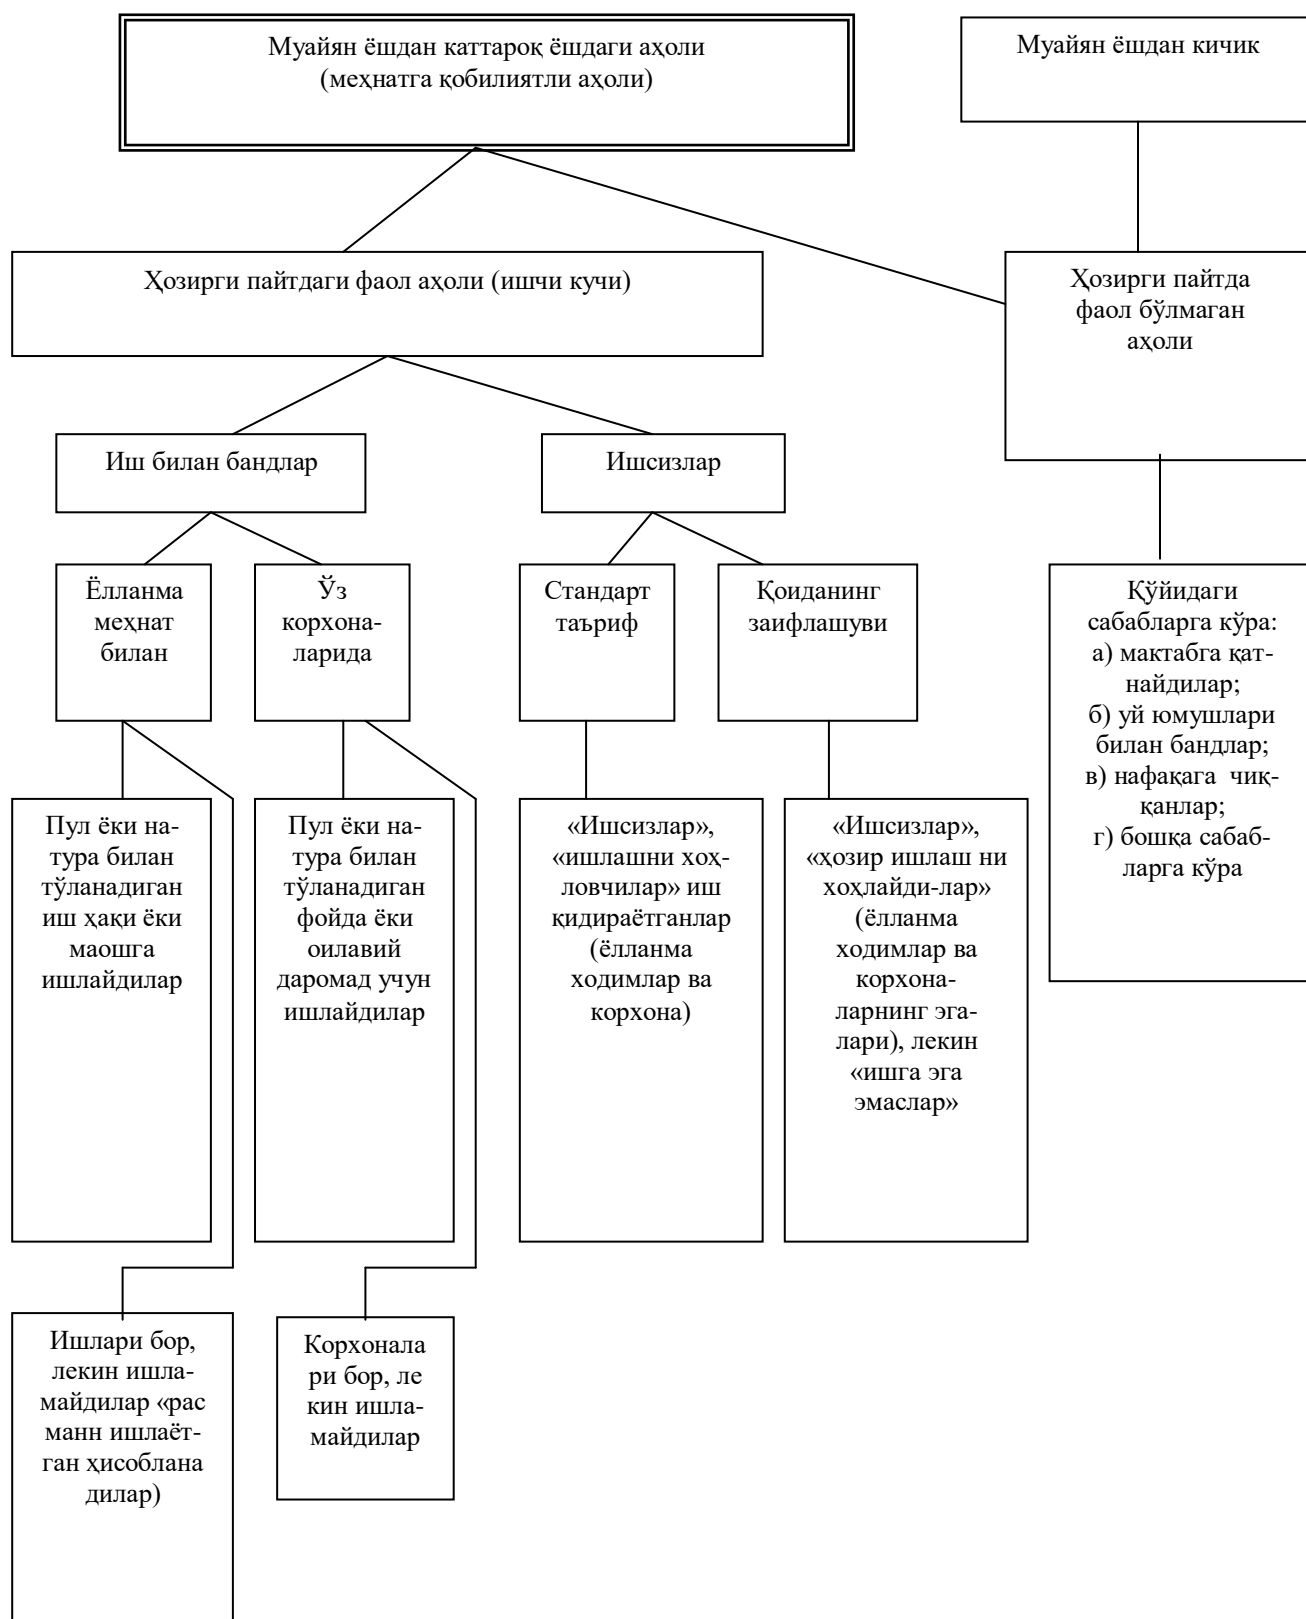 Муайян ёшдан каттароқ ёшдаги аҳоли
(меҳнатга қобилиятли аҳоли)
Муайян ёшдан кичик
Ҳозирги пайтдаги фаол аҳоли (ишчи кучи)
Ҳозирги пайтда
фаол бўлмаган
аҳоли
Иш билан бандлар
Ишсизлар
Ёлланма
меҳнат
билан
Ўз
корхона-
ларида
Стандарт
таъриф
Қоиданинг
заифлашуви
Қўйидаги
сабабларга кўра:
а) мактабга қат-
найдилар;
б) уй юмушлари
билан бандлар;
в) нафақага чиқ-
қанлар;
г) бошқа сабаб-
ларга кўра
Пул ёки на-
тура билан
тўланадиган
иш ҳақи ёки
маошга
ишлайдилар
Пул ёки на-
тура билан
тўланадиган
фойда ёки
оилавий
даромад учун
ишлайдилар
«Ишсизлар»,
«ишлашни хоҳ-
ловчилар» иш
қидираётганлар
(ёлланма
ходимлар ва
корхона)
«Ишсизлар»,
«ҳозир ишлаш ни
хоҳлайди-лар»
(ёлланма
ходимлар ва
корхона-
ларнинг эга-
лари), лекин
«ишга эга
эмаслар»
Ишлари бор,
лекин ишла-
майдилар «рас
манн ишлаёт-
ган ҳисоблана
дилар)
Корхонала
ри бор, ле
кин ишла-
майдилар